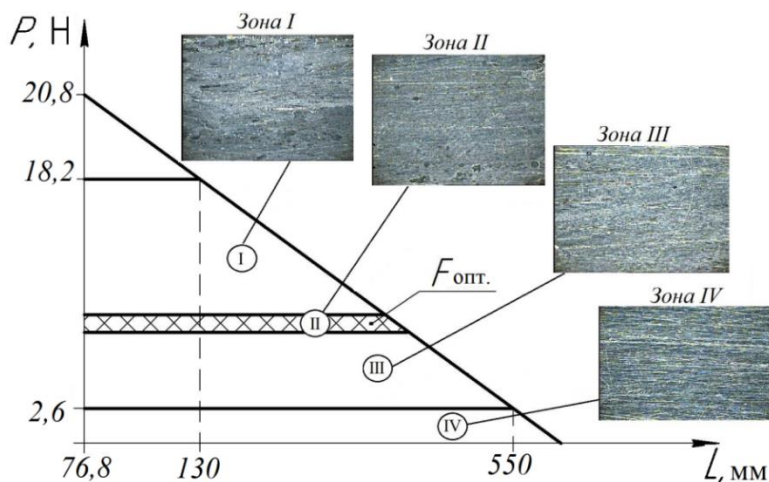 Зона I
P, Н
Зона II
20,8
Зона III
18,2
I
Fопт.
Зона IV
II
III
2,6
IV
76,8
130
550
L, мм